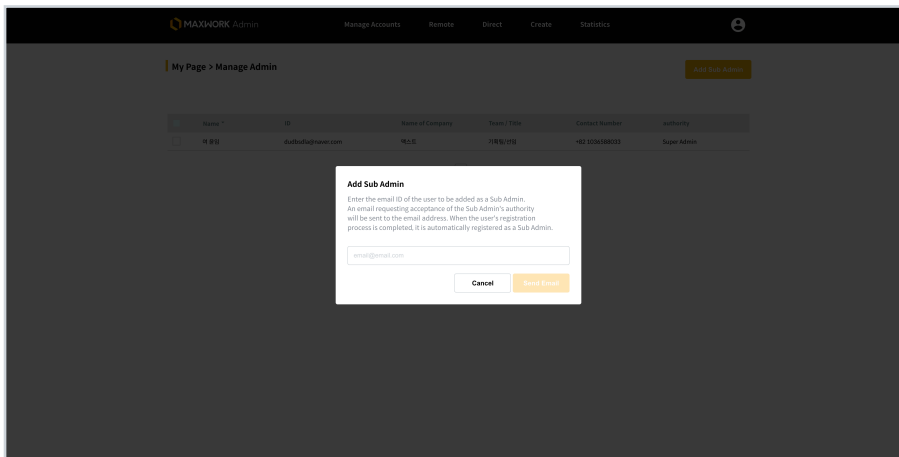 MAXWORK Admin
Manage Accounts Remote Direct Create Statistics
My Page > Manage Admin
Add Sub Admin
Name ID Name of Company Team / Title Contact Number Authority
dudbsdla@naver.com 맥스트 Super Admin
Add Sub Admin
Enter the email ID of the user to be added as a Sub Admin.
An email requesting acceptance of the Sub Admin's authority
will be sent to the email address. When the user's registration
process is completed, it is automatically registered as a Sub Admin.
email@email.com
Cancel Send Email